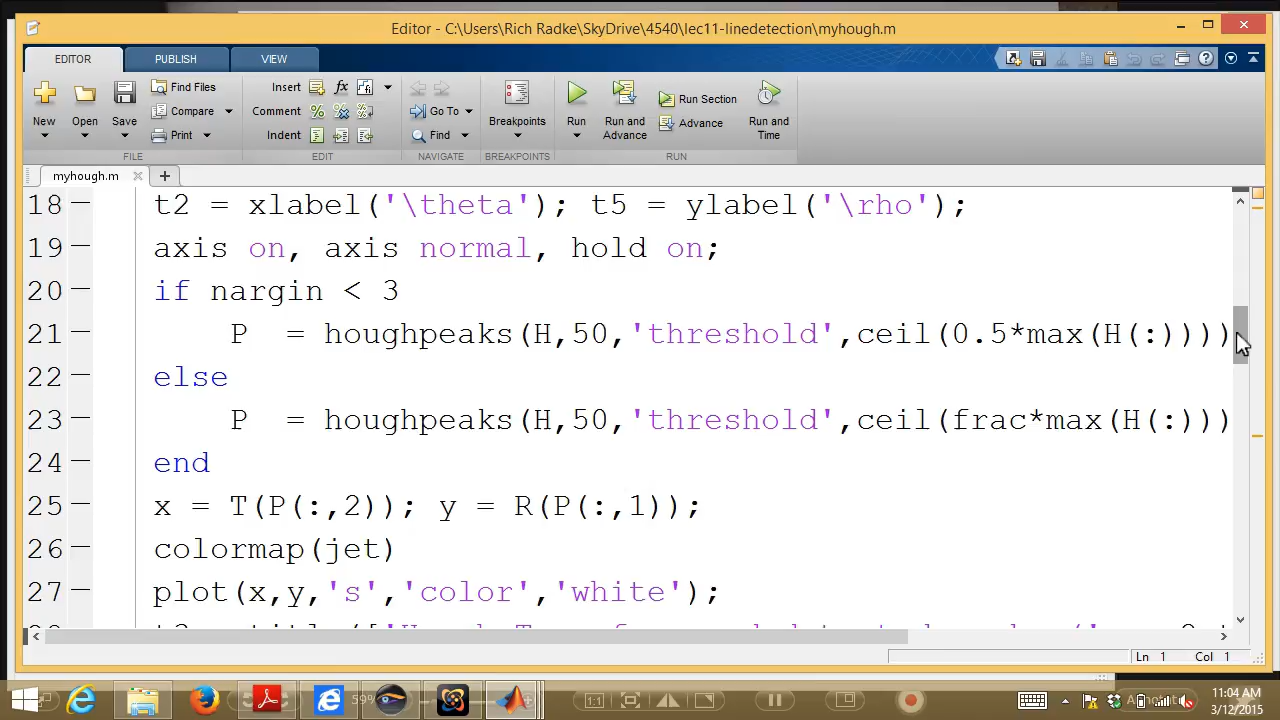 Editor - C:\Users\Rich Radke\SkyDrive\4540\lec11-linedetection\myhough.m
EDITOR PUBLISH VIEW
New Open Save
Find Files
Compare
Print
FILE
Insert
Comment
Indent
EDIT
Go To
Find
NAVIGATE
Breakpoints
BREAKPOINTS
Run Run and Advance
Run Section
Advance
Run and Time
RUN
myhough.m
18 t2 = xlabel('\theta'); t5 = ylabel('\rho');
19 axis on, axis normal, hold on;
20 if nargin < 3
21 P = houghpeaks(H,50,'threshold',ceil(0.5*max(H(:))))
22 else
23 P = houghpeaks(H,50,'threshold',ceil(frac*max(H(:)))
24 end
25 x = T(P(:,2)); y = R(P(:,1));
26 colormap(jet)
27 plot(x,y,'s','color','white');
Ln 1 Col 1
59%
1:1
11:04 AM
3/12/2015